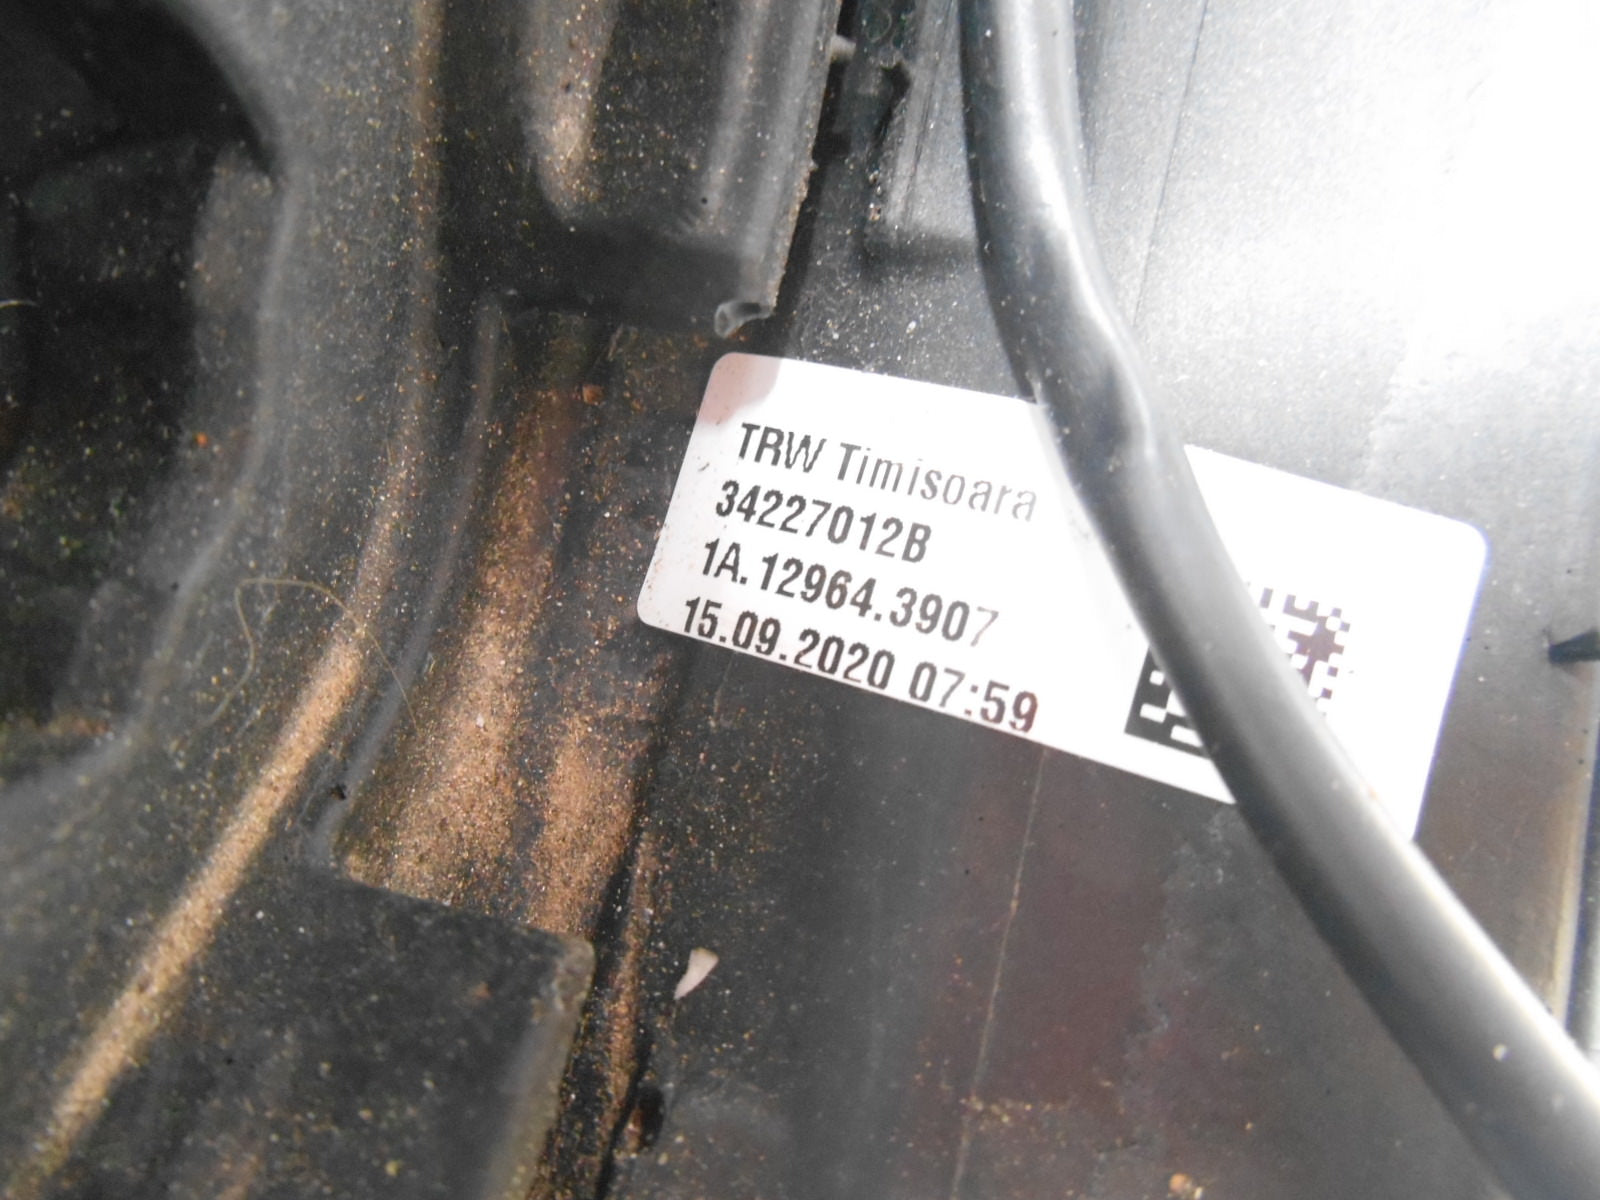 TRW Timisoara
34227012B
1A.12964.3907
15.09.2020 07:59